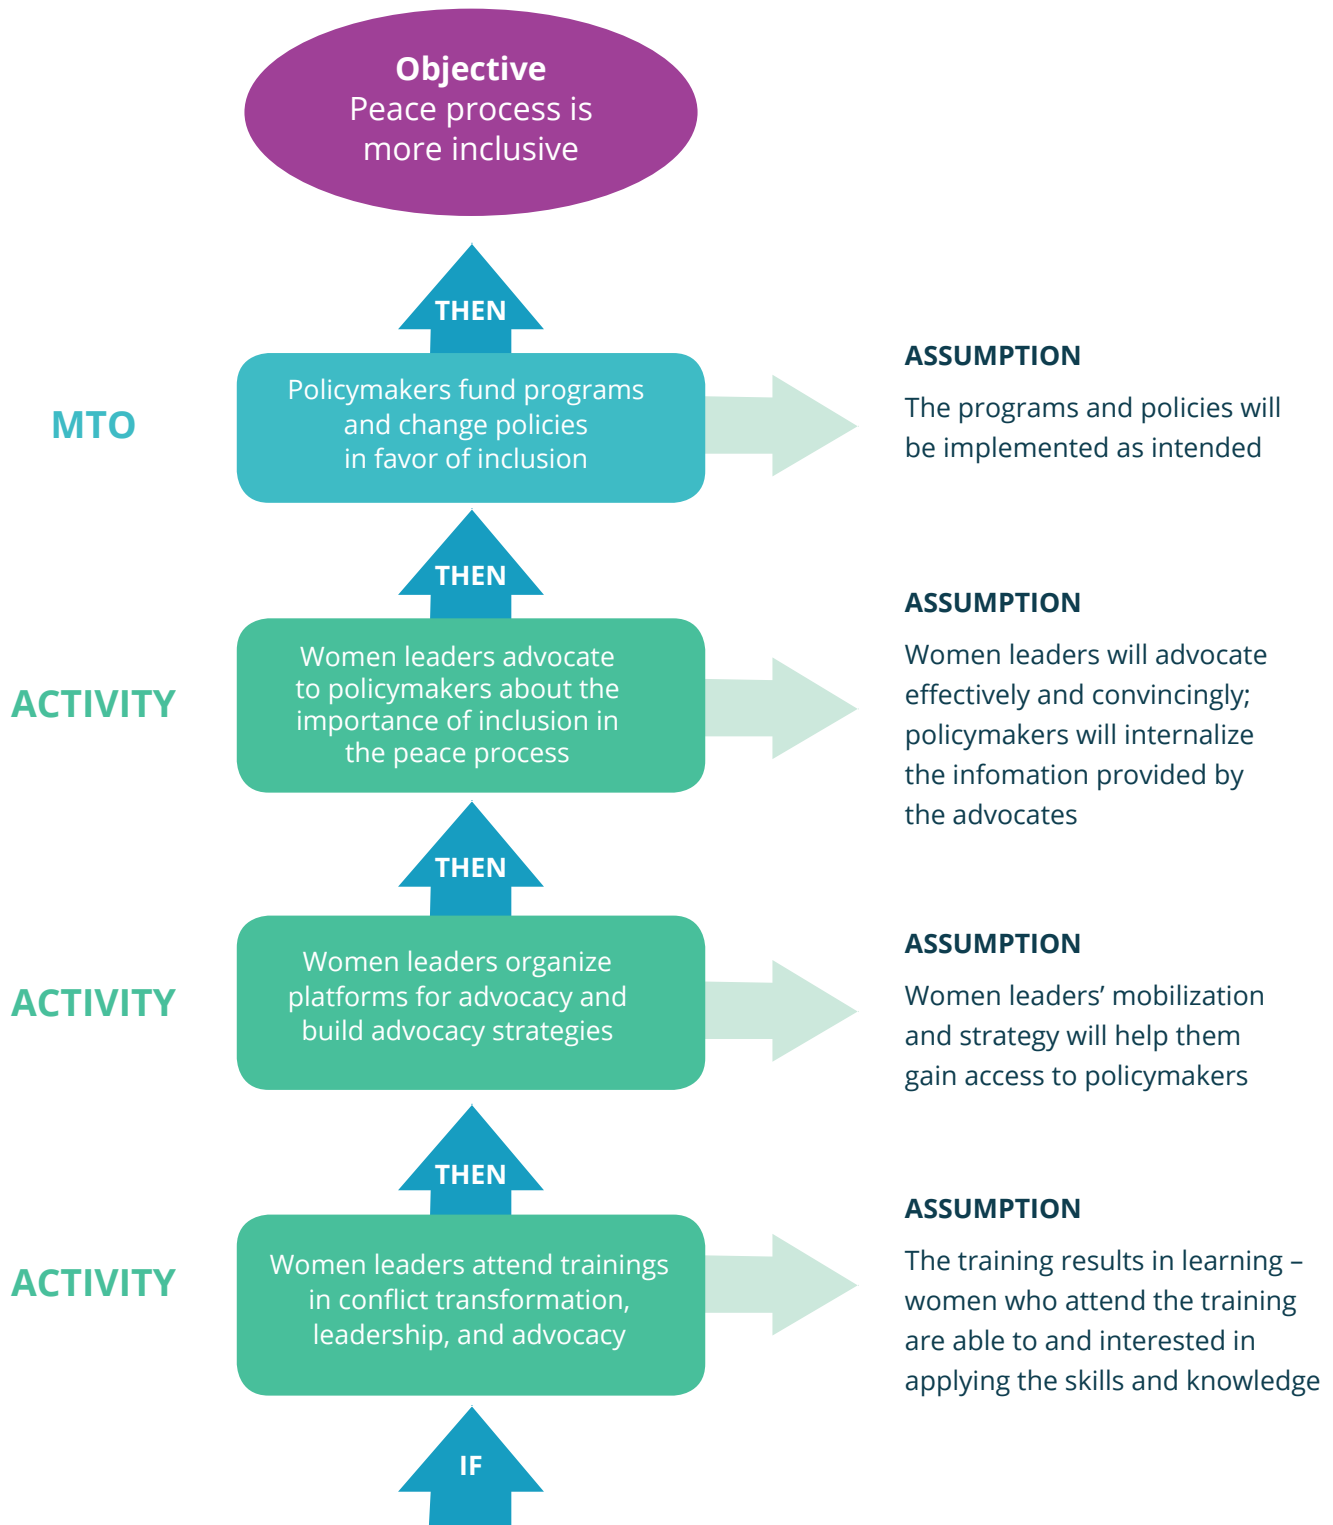 Objective
Peace process is
more inclusive
THEN
MTO
Policymakers fund programs
and change policies
in favor of inclusion
ASSUMPTION
The programs and policies will
be implemented as intended
THEN
ACTIVITY
Women leaders advocate
to policymakers about the
importance of inclusion in
the peace process
ASSUMPTION
Women leaders will advocate
effectively and convincingly;
policymakers will internalize
the infomation provided by
the advocates
THEN
ACTIVITY
Women leaders organize
platforms for advocacy and
build advocacy strategies
ASSUMPTION
Women leaders’ mobilization
and strategy will help them
gain access to policymakers
THEN
ACTIVITY
Women leaders attend trainings
in conflict transformation,
leadership, and advocacy
ASSUMPTION
The training results in learning –
women who attend the training
are able to and interested in
applying the skills and knowledge
IF